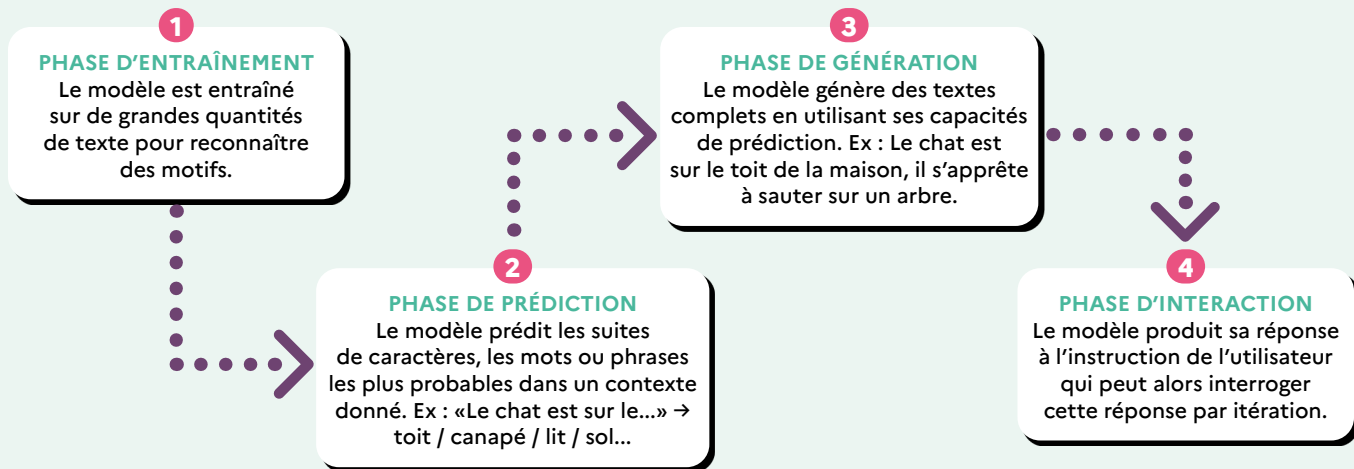 1
PHASE D’ENTRAÎNEMENT
Le modèle est entraîné
sur de grandes quantités
de texte pour reconnaître
des motifs.
2
PHASE DE PRÉDICTION
Le modèle prédit les suites
de caractères, les mots ou phrases
les plus probables dans un contexte
donné. Ex : «Le chat est sur le...» →
toit / canapé / lit / sol...
3
PHASE DE GÉNÉRATION
Le modèle génère des textes
complets en utilisant ses capacités
de prédiction. Ex : Le chat est
sur le toit de la maison, il s’apprête
à sauter sur un arbre.
4
PHASE D’INTERACTION
Le modèle produit sa réponse
à l’instruction de l’utilisateur
qui peut alors interroger
cette réponse par itération.